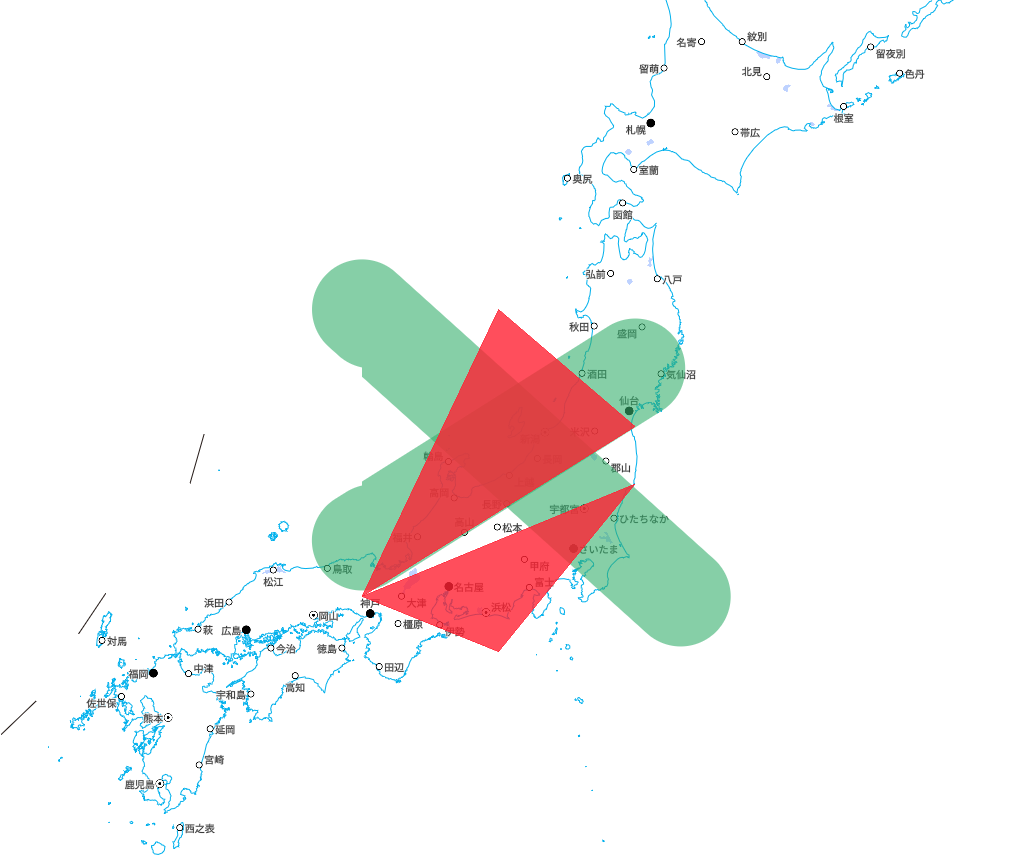 紋別
名寄
留夜別
留萌
北見
色丹
根室
札幌
帯広
室蘭
奥尻
函館
弘前
八戸
秋田
盛岡
酒田
気仙沼
仙台
米沢
輪島
郡山
高岡
長野
宇都宮
ひたちなか
高山
松本
福井
さいたま
甲府
鳥取
松江
富士
名古屋
大津
浜松
神戸
浜田
岡山
橿原
伊勢
萩
広島
対馬
今治
徳島
田辺
中津
福岡
高知
宇和島
佐世保
熊本
延岡
宮崎
鹿児島
西之表